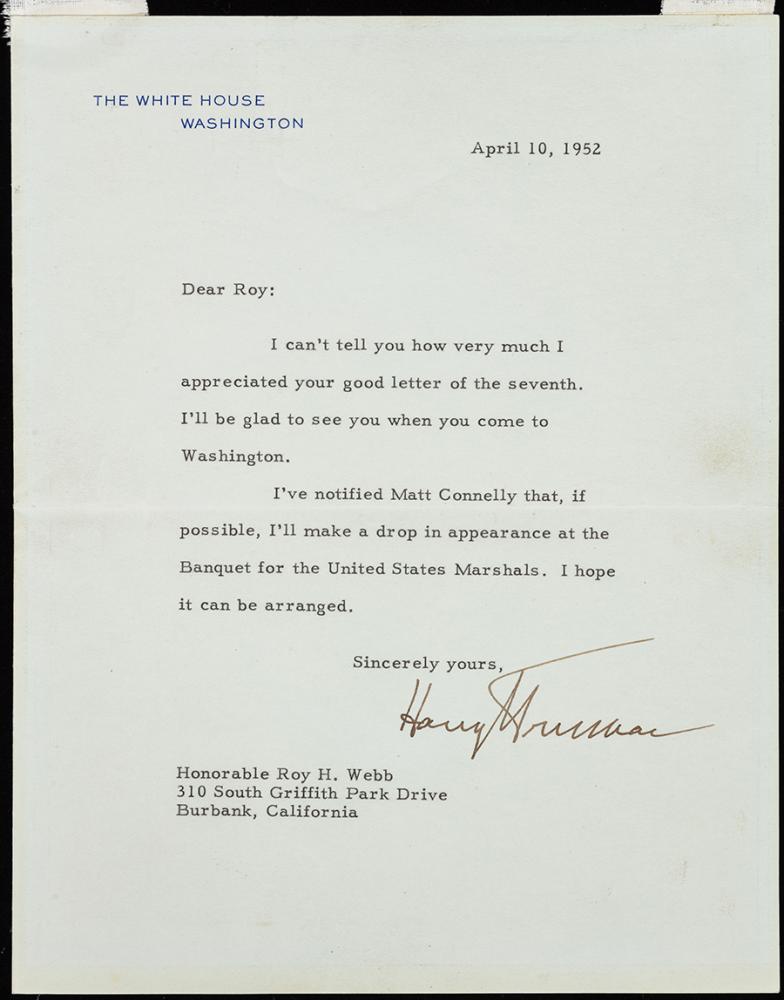 THE WHITE HOUSE
WASHINGTON
April 10, 1952
Dear Roy:
I can't tell you how very much I
appreciated your good letter of the seventh.
I'll be glad to see you when you come to
Washington.
I've notified Matt Connelly that, if
possible, I'll make a drop in appearance at the
Banquet for the United States Marshals. I hope
it can be arranged.
Sincerely yours,
Harry Truman
Honorable Roy H. Webb
310 South Griffith Park Drive
Burbank, California